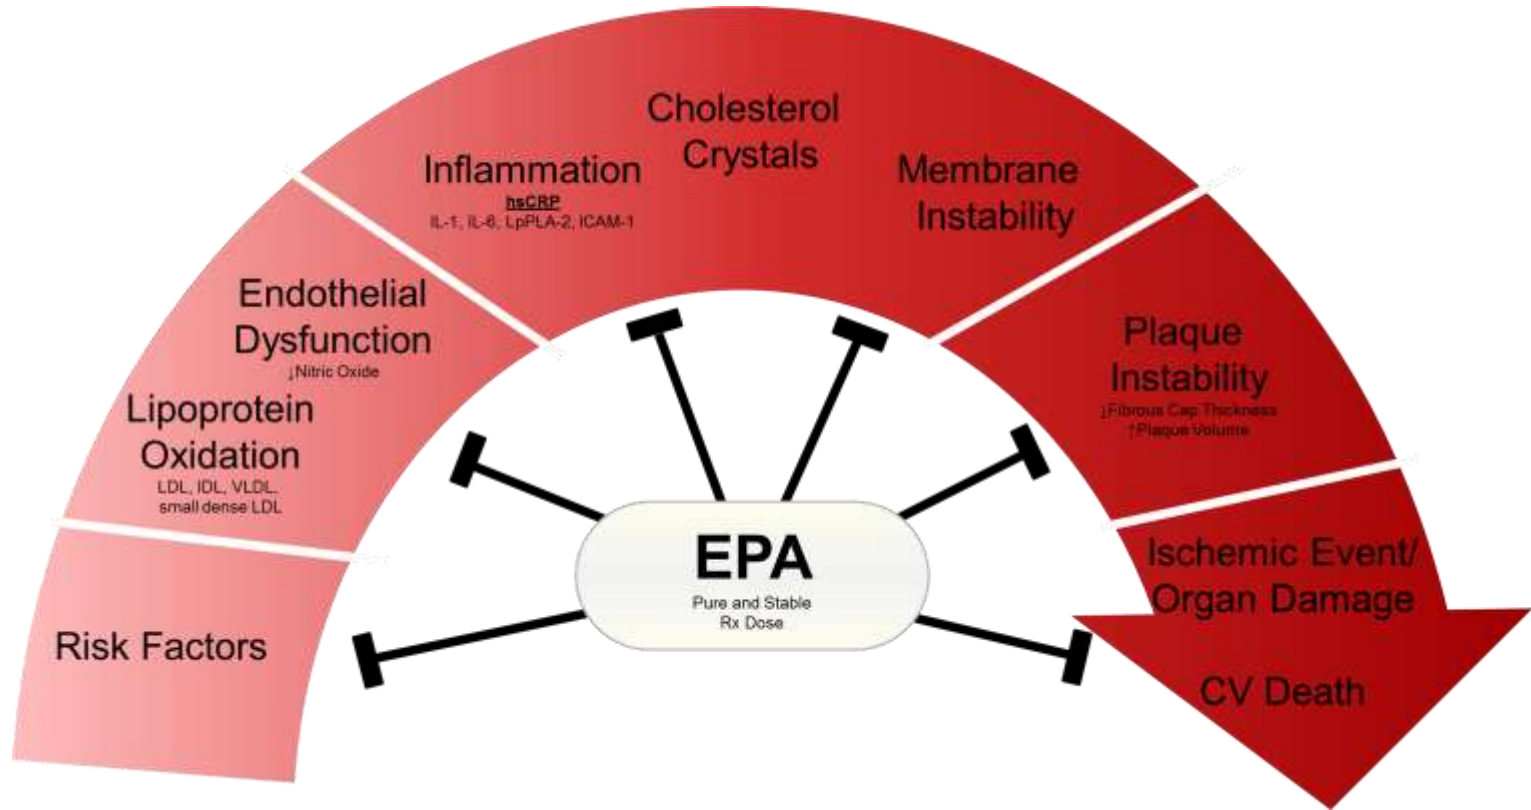 Risk Factors
Lipoprotein
Oxidation
LDL, IDL, VLDL,
small dense LDL
Endothelial
Dysfunction
↓Nitric Oxide
Inflammation
hsCRP
IL-1, IL-6, LpPLA-2, ICAM-1
Cholesterol
Crystals
Membrane
Instability
Plaque
Instability
↓Fibrous Cap Thickness
↑Plaque Volume
Ischemic Event/
Organ Damage
CV Death
EPA
Pure and Stable
Rx Dose